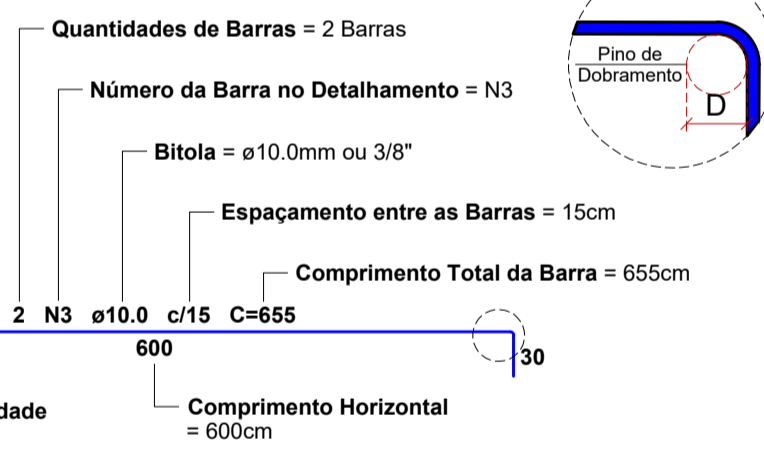 Quantidades de Barras = 2 Barras
Pino de
Dobramento
D
Número da Barra no Detalhamento = N3
Bitola = ø10.0mm ou 3/8"
Espaçamento entre as Barras = 15cm
Comprimento Total da Barra = 655cm
2 N3 ø10.0 c/15 C=655
600
30
dade
Comprimento Horizontal
= 600cm